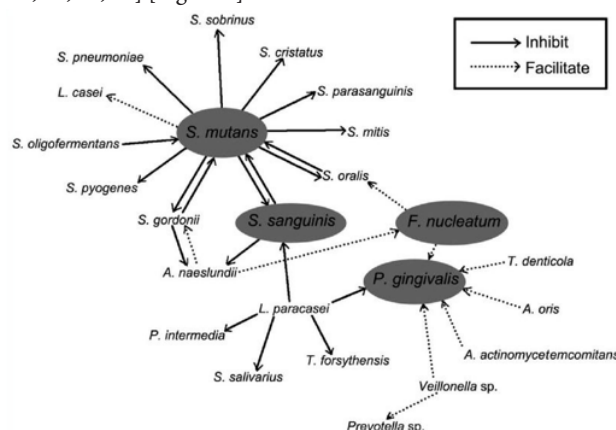 S. sobrinus
S. cristatus
S. pneumoniae
L. casei
S. parasanguinis
S. mutans
S. mitis
S. oligofermentans
S. oralis
S. pyogenes
S. gordonii
S. sanguinis
F. nucleatum
A. naeslundii
T. denticola
P. gingivalis
L. paracasei
A. oris
P. intermedia
T. forsythensis
A. actinomycetemcomitans
S. salivarius
Veillonella sp.
Prevotella sp.
Inhibit
Facilitate